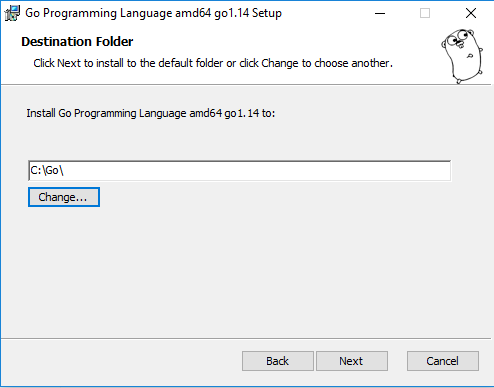 Go Programming Language amd64 go1.14 Setup
Destination Folder
Click Next to install to the default folder or click Change to choose another.
Install Go Programming Language amd64 go1.14 to:
C:\Go\
Change...
Back Next Cancel